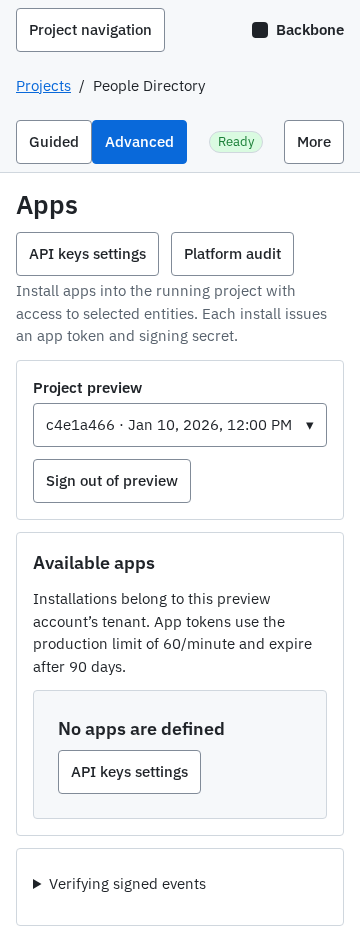 Project navigation
Backbone
Projects / People Directory
Guided
Advanced
Ready
More
Apps
API keys settings
Platform audit
Install apps into the running project with
access to selected entities. Each install issues
an app token and signing secret.
Project preview
c4e1a466 · Jan 10, 2026, 12:00 PM
Sign out of preview
Available apps
Installations belong to this preview
account’s tenant. App tokens use the
production limit of 60/minute and expire
after 90 days.
No apps are defined
API keys settings
Verifying signed events